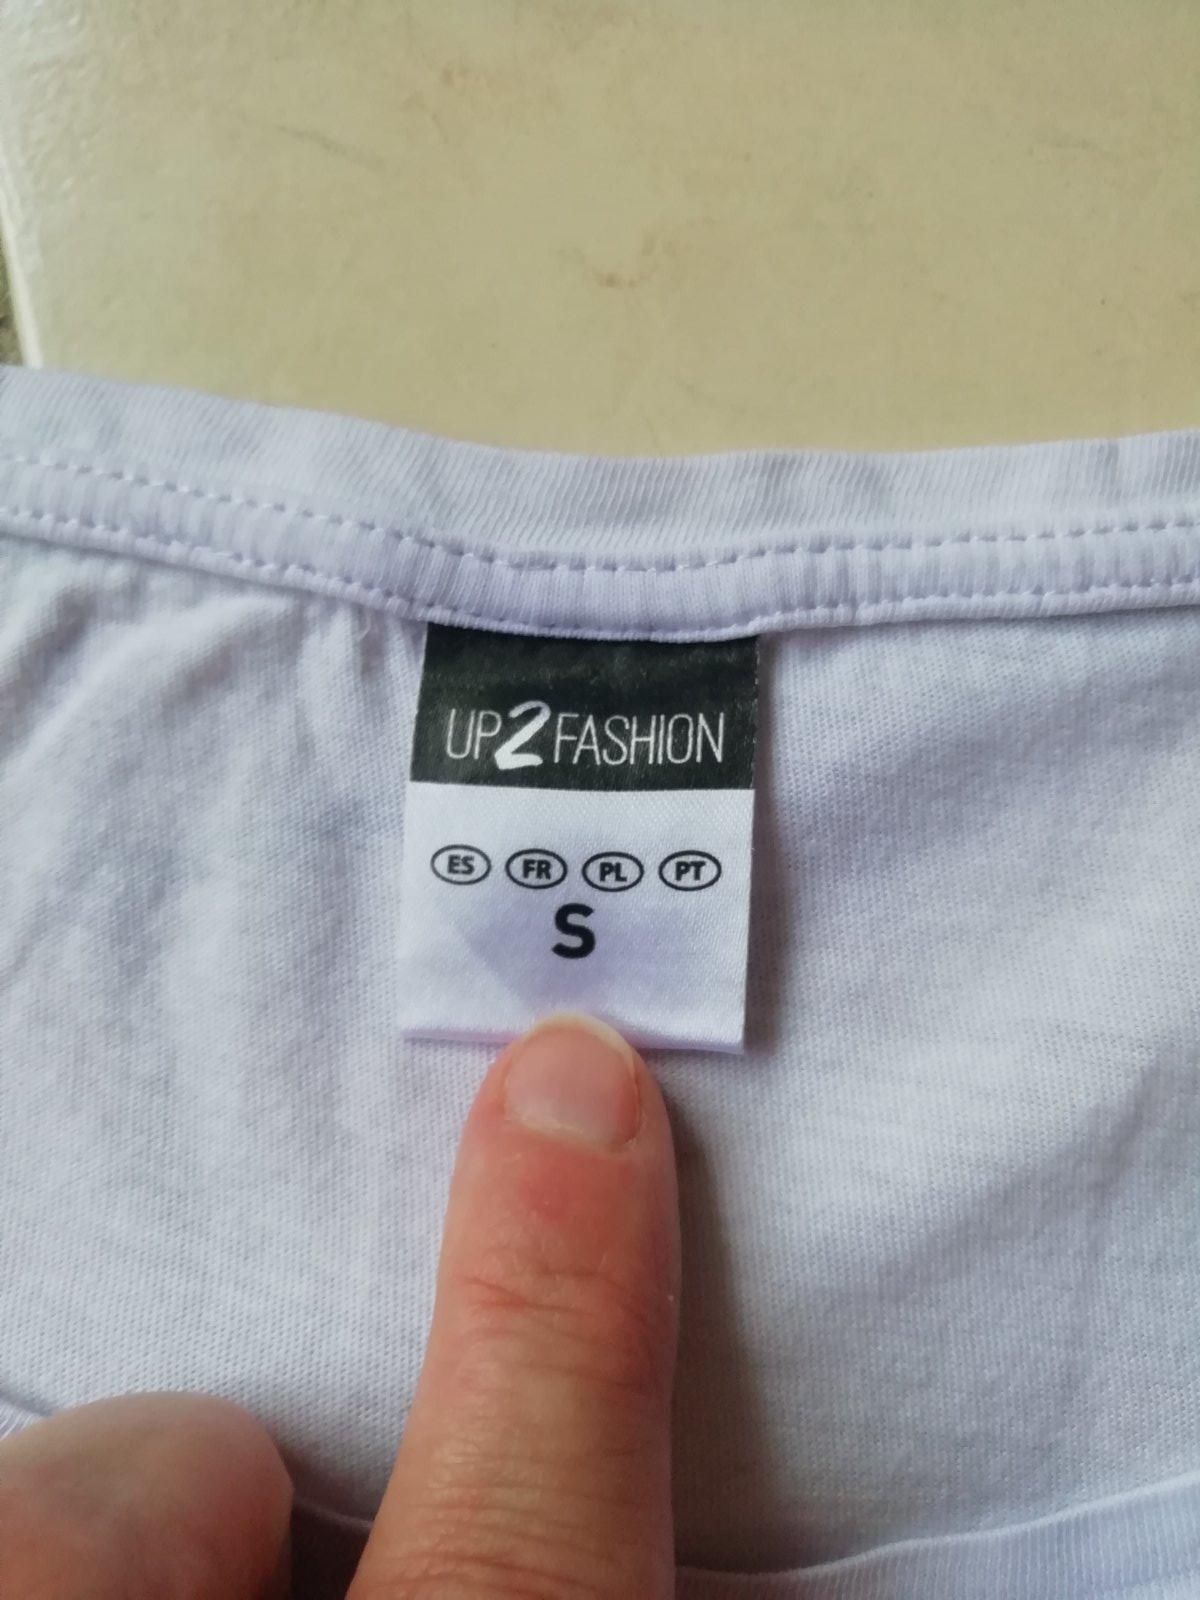 UP2FASHION
ES FR PL PT
S